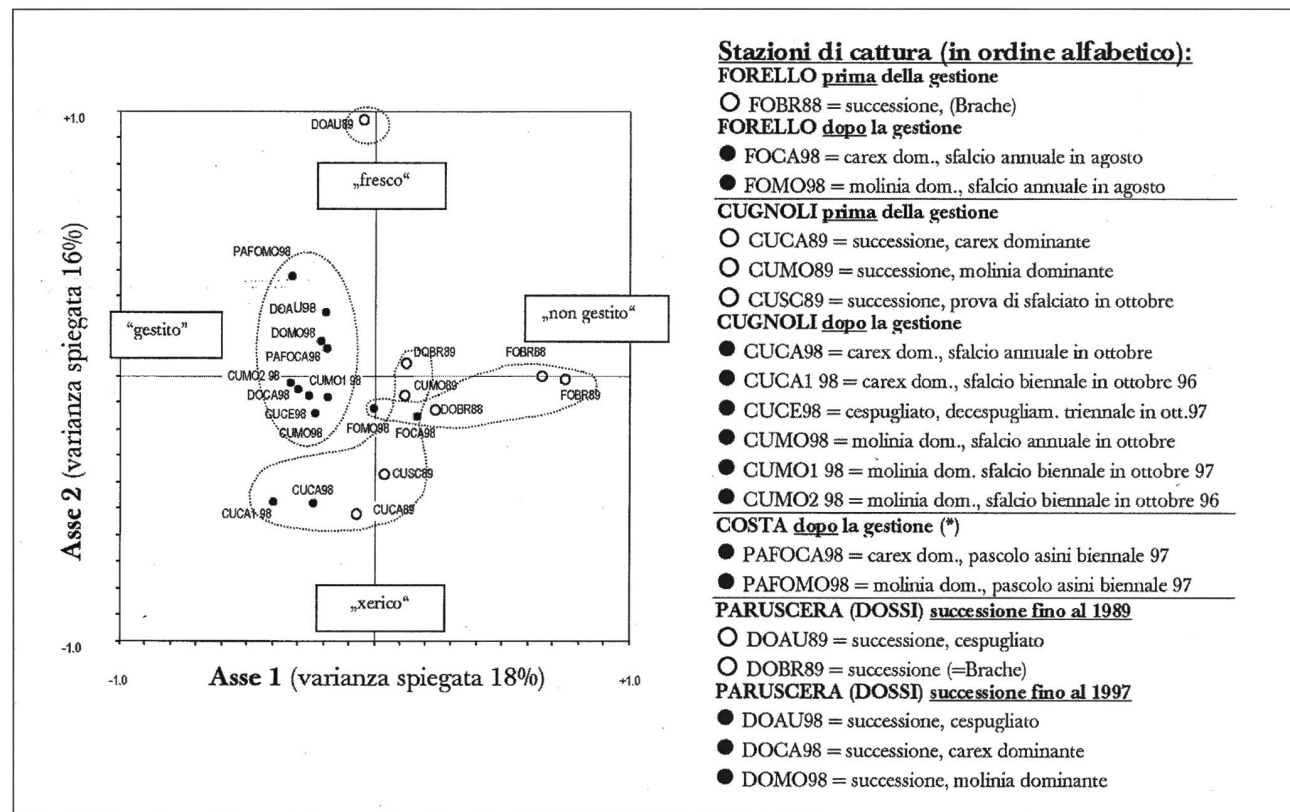 +1.0
DOAU89
„fresco“
PAFOMO98
DOAU98
"gestito"
„non gestito“
DOMO98
PAFOCA98
DOBR89
FOBR88
CUMO2 98
CUMO1 98
CUMO89
FOBR89
DOCA98
CUCE98
DOBR88
CUMO98
FOMO98
FOCA98
CUSC89
CUCA98
CUCA1 98
CUCA89
„xerico“
-1.0
-1.0
+1.0
Asse 2 (varianza spiegata 16%)
Asse 1 (varianza spiegata 18%)
Stazioni di cattura (in ordine alfabetico):
FORELLO prima della gestione
FOBR88 = successione, (Brache)
FORELLO dopo la gestione
FOCA98 = carex dom., sfalcio annuale in agosto
FOMO98 = molinia dom., sfalcio annuale in agosto
CUGNOLI prima della gestione
CUCA89 = successione, carex dominante
CUMO89 = successione, molinia dominante
CUSC89 = successione, prova di sfalciato in ottobre
CUGNOLI dopo la gestione
CUCA98 = carex dom., sfalcio annuale in ottobre
CUCA1 98 = carex dom., sfalcio biennale in ottobre 96
CUCE98 = cespugliato, decespugliam. triennale in ott.97
CUMO98 = molinia dom., sfalcio annuale in ottobre
CUMO1 98 = molinia dom. sfalcio biennale in ottobre 97
CUMO2 98 = molinia dom., sfalcio biennale in ottobre 96
COSTA dopo la gestione (*)
PAFOCA98 = carex dom., pascolo asini biennale 97
PAFOMO98 = molinia dom., pascolo asini biennale 97
PARUSCERA (DOSSI) successione fino al 1989
DOAU89 = successione, cespugliato
DOBR89 = successione (=Brache)
PARUSCERA (DOSSI) successione fino al 1997
DOAU98 = successione, cespugliato
DOCA98 = successione, carex dominante
DOMO98 = successione, molinia dominante